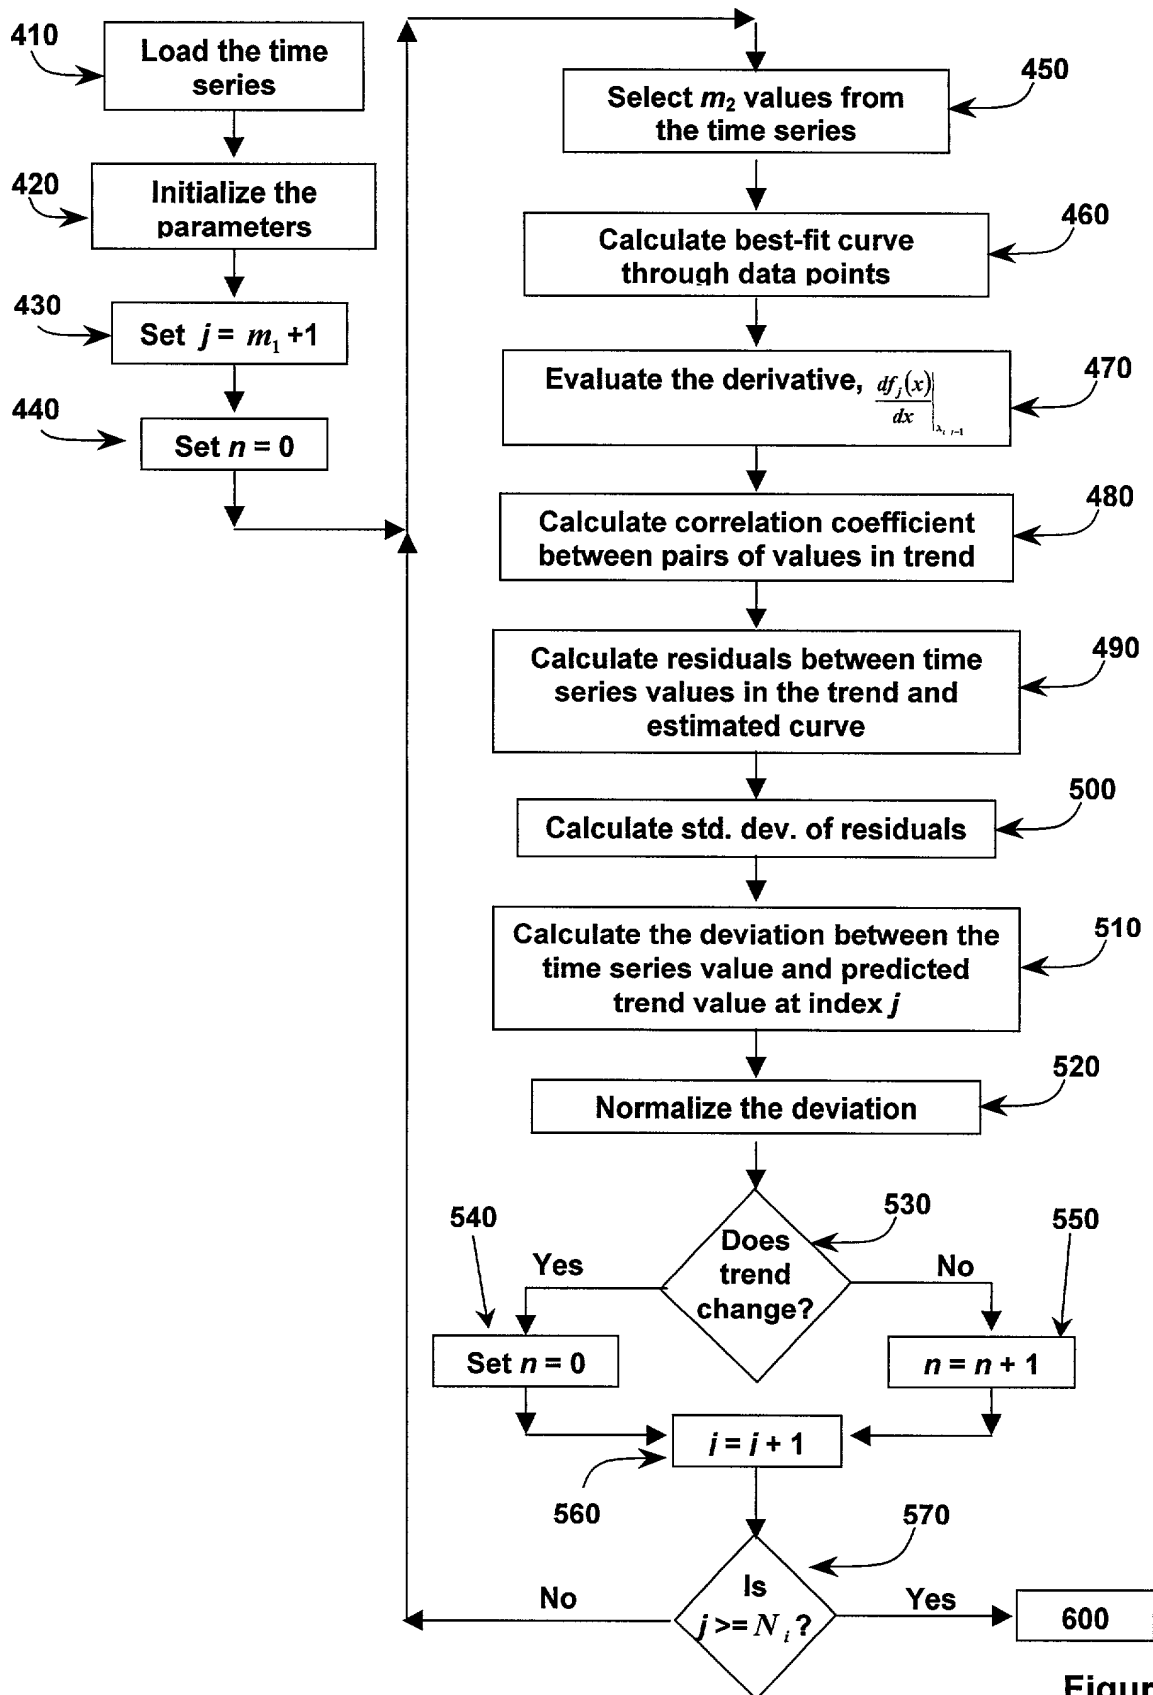 410
Load the time
series
420
Initialize the
parameters
430
Set j = m₁ +1
440
Set n = 0
450
Select m₂ values from
the time series
460
Calculate best-fit curve
through data points
470
Evaluate the derivative, df_j(x)/dx |
480
Calculate correlation coefficient
between pairs of values in trend
490
Calculate residuals between time
series values in the trend and
estimated curve
500
Calculate std. dev. of residuals
510
Calculate the deviation between the
time series value and predicted
trend value at index j
520
Normalize the deviation
530
Does
trend
change?
Yes
No
540
Set n = 0
550
n = n + 1
560
j = j + 1
570
Is
j >= N_i ?
No
Yes
600